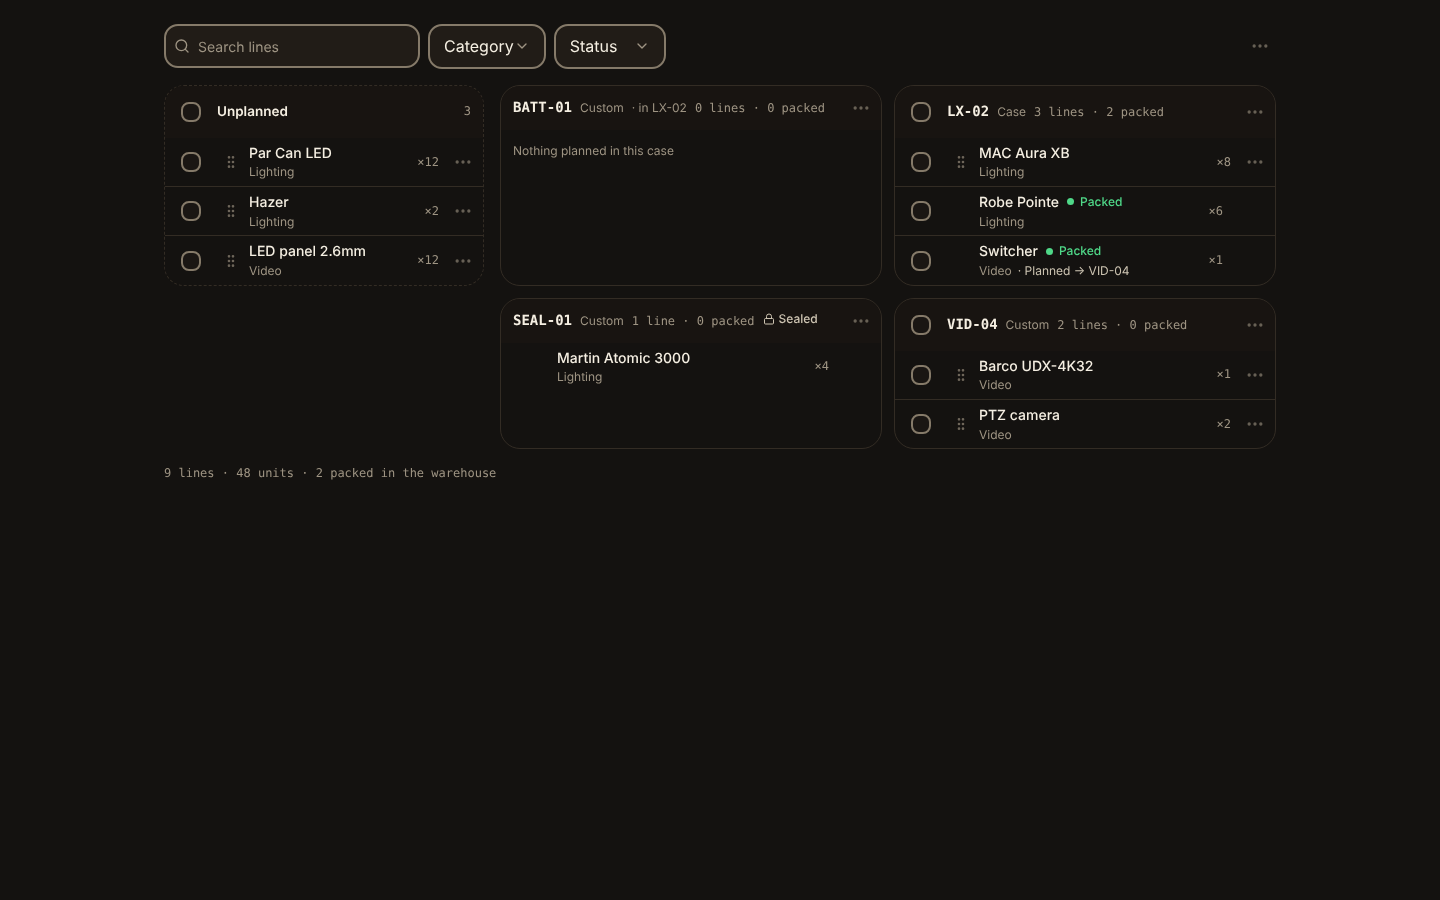 Search lines
Category
Status
Unplanned 3
Par Can LED ×12
Lighting
Hazer ×2
Lighting
LED panel 2.6mm ×12
Video
BATT-01 Custom · in LX-02 0 lines · 0 packed
Nothing planned in this case
LX-02 Case 3 lines · 2 packed
MAC Aura XB ×8
Lighting
Robe Pointe Packed ×6
Lighting
Switcher Packed ×1
Video · Planned → VID-04
SEAL-01 Custom 1 line · 0 packed Sealed
Martin Atomic 3000 ×4
Lighting
VID-04 Custom 2 lines · 0 packed
Barco UDX-4K32 ×1
Video
PTZ camera ×2
Video
9 lines · 48 units · 2 packed in the warehouse